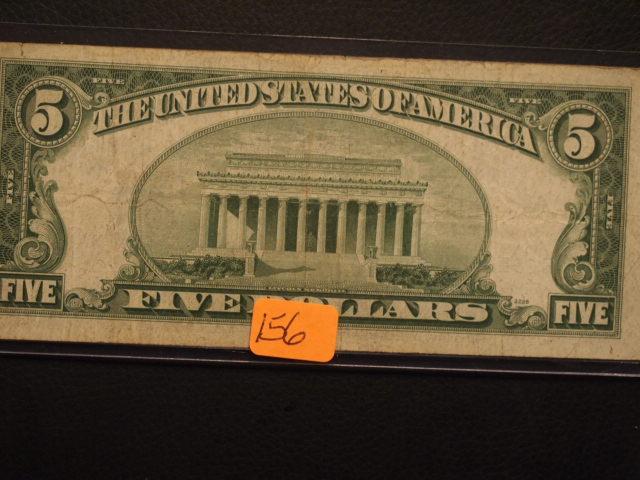 FIVE FIVE
5 THE UNITED STATES OF AMERICA 5
FIVE FIVE
FIVE FIVE DOLLARS FIVE
156